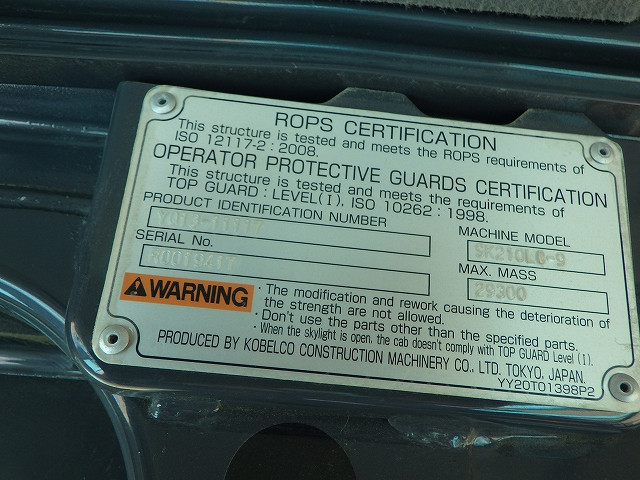 ROPS CERTIFICATION
This structure is tested and meets the ROPS requirements of
ISO 12117-2 : 2008.
OPERATOR PROTECTIVE GUARDS CERTIFICATION
This structure is tested and meets the requirements of
TOP GUARD : LEVEL(I). ISO 10262 : 1998.
PRODUCT IDENTIFICATION NUMBER
MACHINE MODEL
SERIAL No.
MAX. MASS
29300
WARNING
· The modification and rework causing the deterioration of
the strength are not allowed.
· Don't use the parts other than the specified parts.
· When the skylight is open, the cab doesn't comply with TOP GUARD Level (I).
PRODUCED BY KOBELCO CONSTRUCTION MACHINERY CO., LTD. TOKYO, JAPAN.
YY20T01398P2